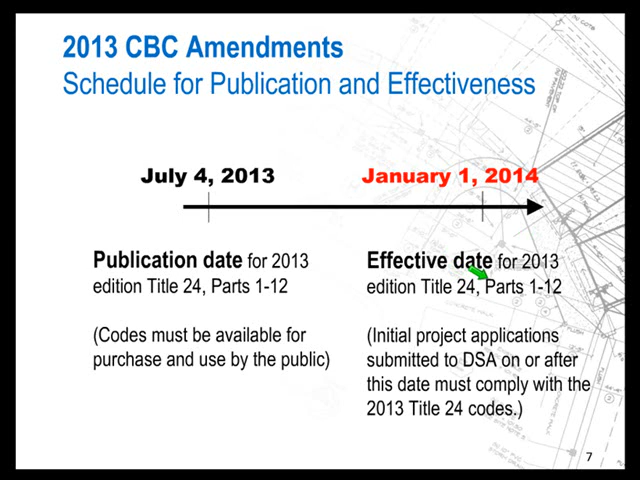 2013 CBC Amendments
Schedule for Publication and Effectiveness
July 4, 2013
January 1, 2014
Publication date for 2013
edition Title 24, Parts 1-12
(Codes must be available for
purchase and use by the public)
Effective date for 2013
edition Title 24, Parts 1-12
(Initial project applications
submitted to DSA on or after
this date must comply with the
2013 Title 24 codes.)
7